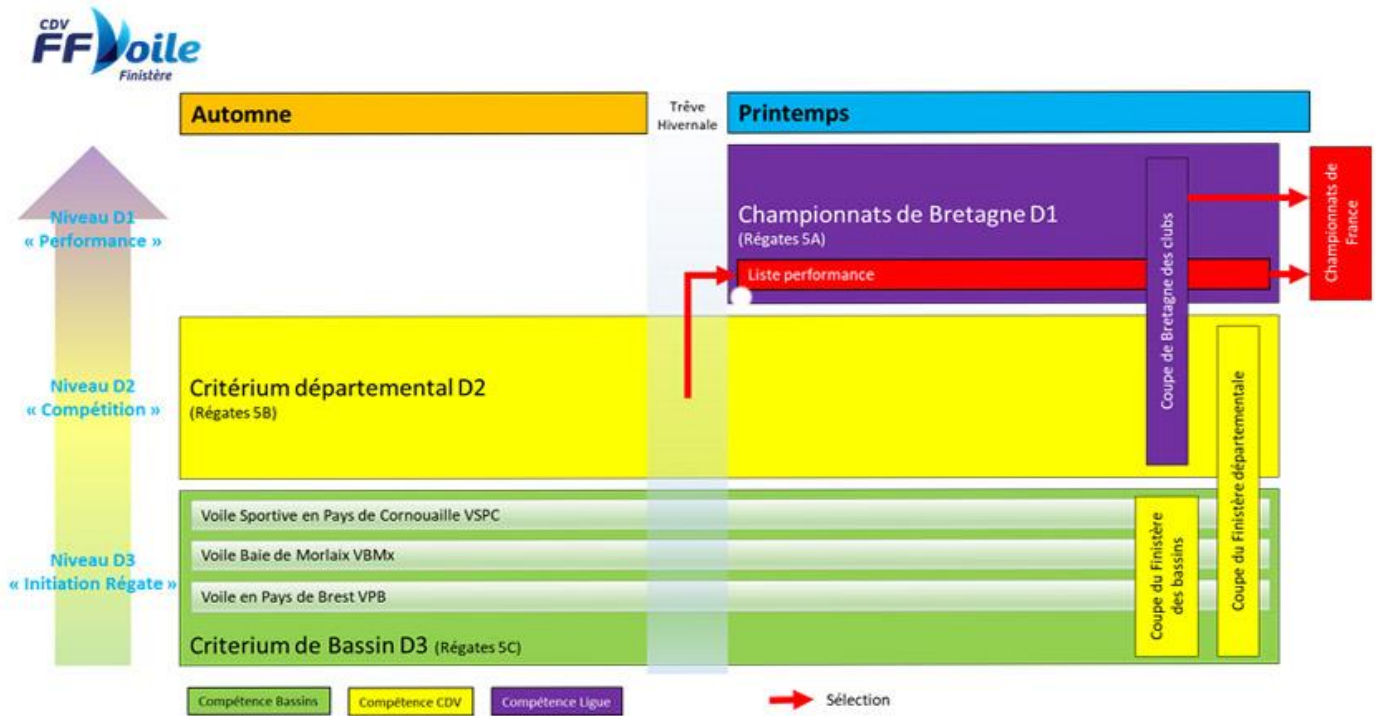 CDV
FFVoile
Finistère
Automne
Trêve
Hivernale
Printemps
Niveau D1
« Performance »
Championnats de Bretagne D1
(Régates 5A)
Liste performance
Coupe de Bretagne des clubs
Championnats de
France
Niveau D2
« Compétition »
Critérium départemental D2
(Régates 5B)
Coupe du Finistère départementale
Niveau D3
« Initiation Régate »
Voile Sportive en Pays de Cornouaille VSPC
Voile Baie de Morlaix VBMx
Voile en Pays de Brest VPB
Criterium de Bassin D3 (Régates 5C)
Coupe du Finistère
des bassins
Compétence Bassins
Compétence CDV
Compétence Ligue
Sélection